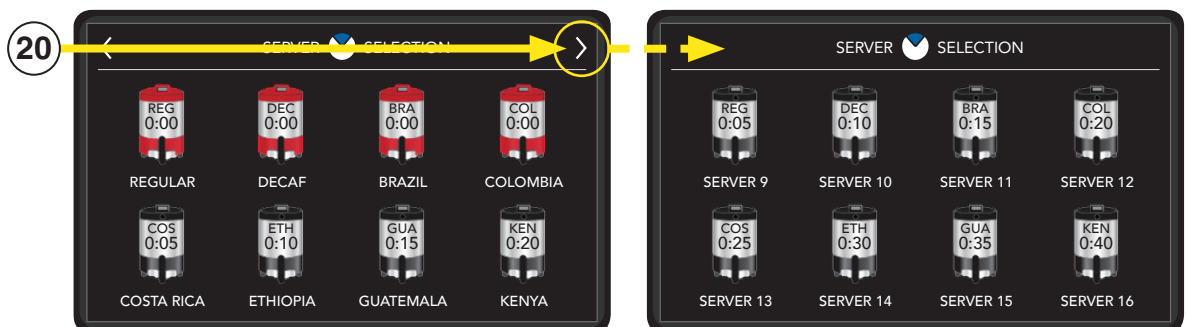 20
SERVER SELECTION
REG DEC BRA COL
0:00 0:00 0:00 0:00
REGULAR DECAF BRAZIL COLOMBIA
COS ETH GUA KEN
0:05 0:10 0:15 0:20
COSTA RICA ETHIOPIA GUATEMALA KENYA
SERVER SELECTION
REG DEC BRA COL
0:05 0:10 0:15 0:20
SERVER 9 SERVER 10 SERVER 11 SERVER 12
COS ETH GUA KEN
0:25 0:30 0:35 0:40
SERVER 13 SERVER 14 SERVER 15 SERVER 16